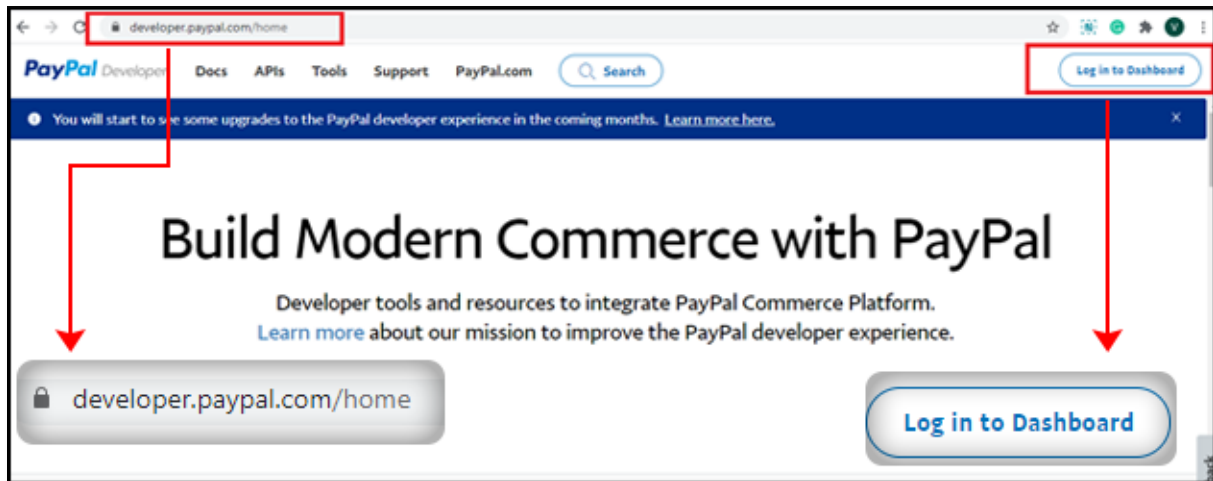 developer.paypal.com/home
V
PayPal Developer Docs APIs Tools Support PayPal.com Search Log in to Dashboard
You will start to see some upgrades to the PayPal developer experience in the coming months. Learn more here.
Build Modern Commerce with PayPal
Developer tools and resources to integrate PayPal Commerce Platform.
Learn more about our mission to improve the PayPal developer experience.
developer.paypal.com/home
Log in to Dashboard